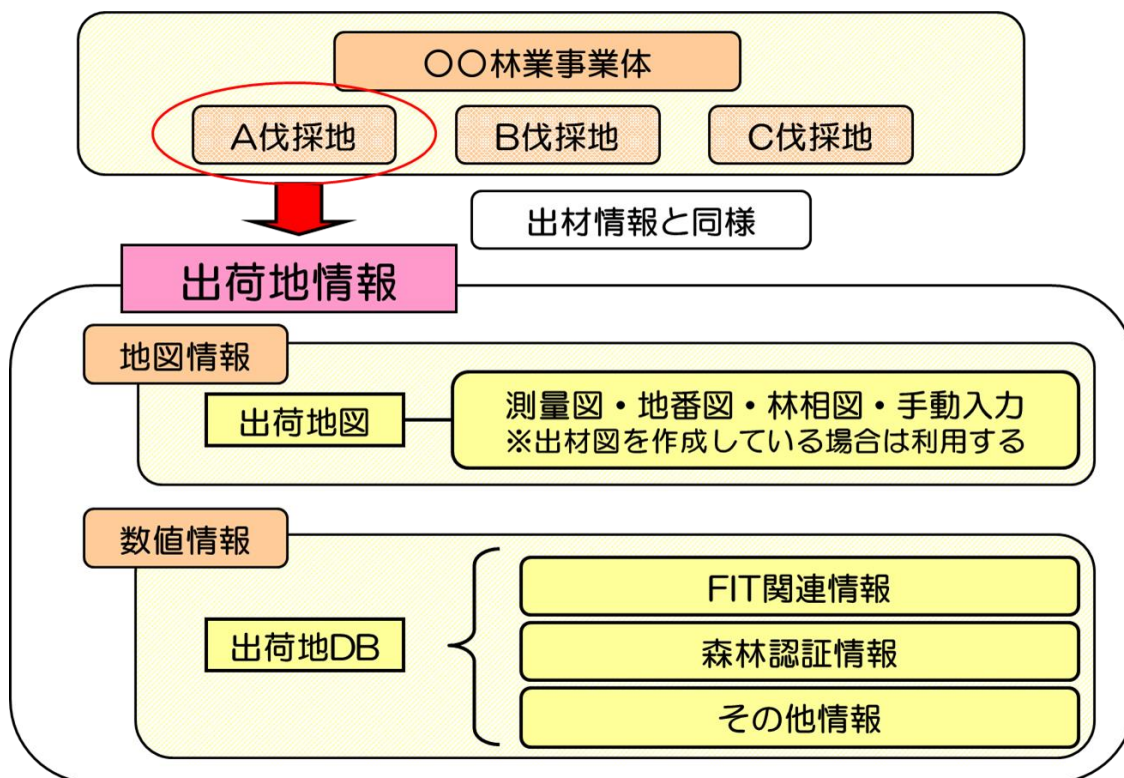 〇〇林業事業体
A伐採地
B伐採地
C伐採地
出材情報と同様
出荷地情報
地図情報
出荷地図
測量図・地番図・林相図・手動入力
※出材図を作成している場合は利用する
数値情報
出荷地DB
FIT関連情報
森林認証情報
その他情報